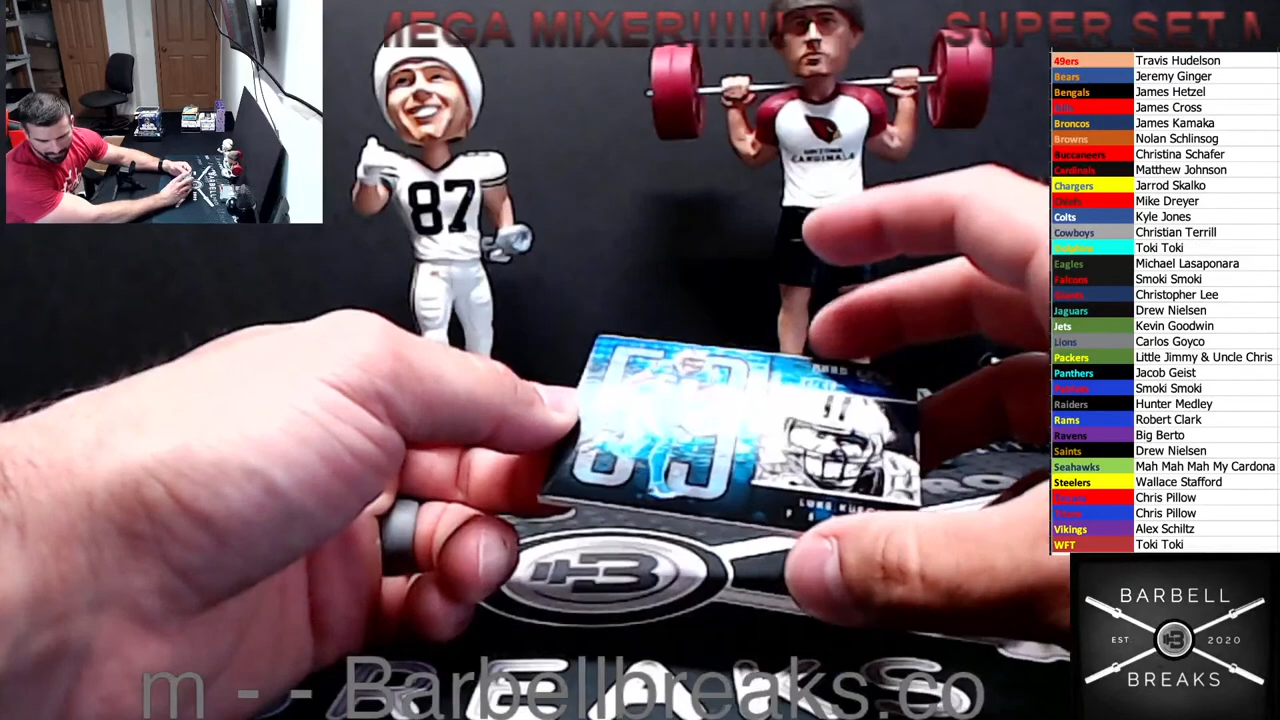 MEGA MIXER!!!!!! SUPER SET M
49ers Travis Hudelson
Bears Jeremy Ginger
Bengals James Hetzel
Bills James Cross
Broncos James Kamaka
Browns Nolan Schlinsog
Buccaneers Christina Schafer
Cardinals Matthew Johnson
Chargers Jarrod Skalko
Chiefs Mike Dreyer
Colts Kyle Jones
Cowboys Christian Terrill
Dolphins Toki Toki
Eagles Michael Lasaponara
Falcons Smoki Smoki
Giants Christopher Lee
Jaguars Drew Nielsen
Jets Kevin Goodwin
Lions Carlos Goyco
Packers Little Jimmy & Uncle Chris
Panthers Jacob Geist
Patriots Smoki Smoki
Raiders Hunter Medley
Rams Robert Clark
Ravens Big Berto
Saints Drew Nielsen
Seahawks Mah Mah Mah My Cardona
Steelers Wallace Stafford
Texans Chris Pillow
Titans Chris Pillow
Vikings Alex Schiltz
WFT Toki Toki
87
CARDINALS
BARBELL
EST. 2020
BREAKS
m - - Barbellbreaks.co